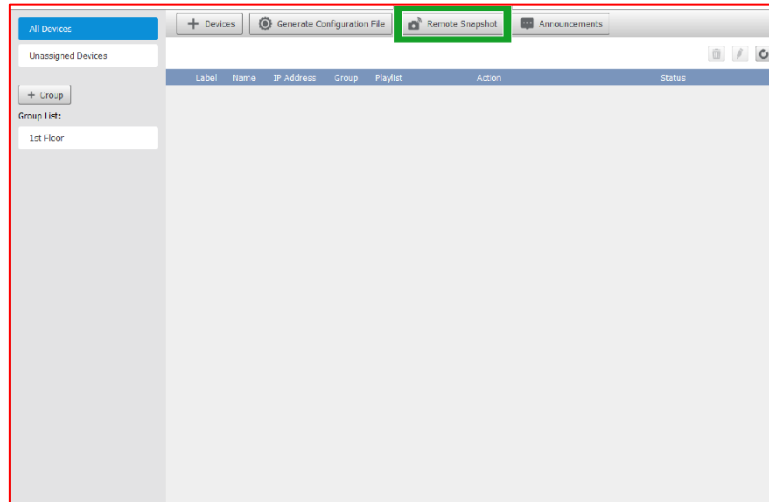 All Devices
Unassigned Devices
+ Group
Group List:
1st Floor
+ Devices
Generate Configuration File
Remote Snapshot
Announcements
Label Name IP Address Group Playlist Action Status